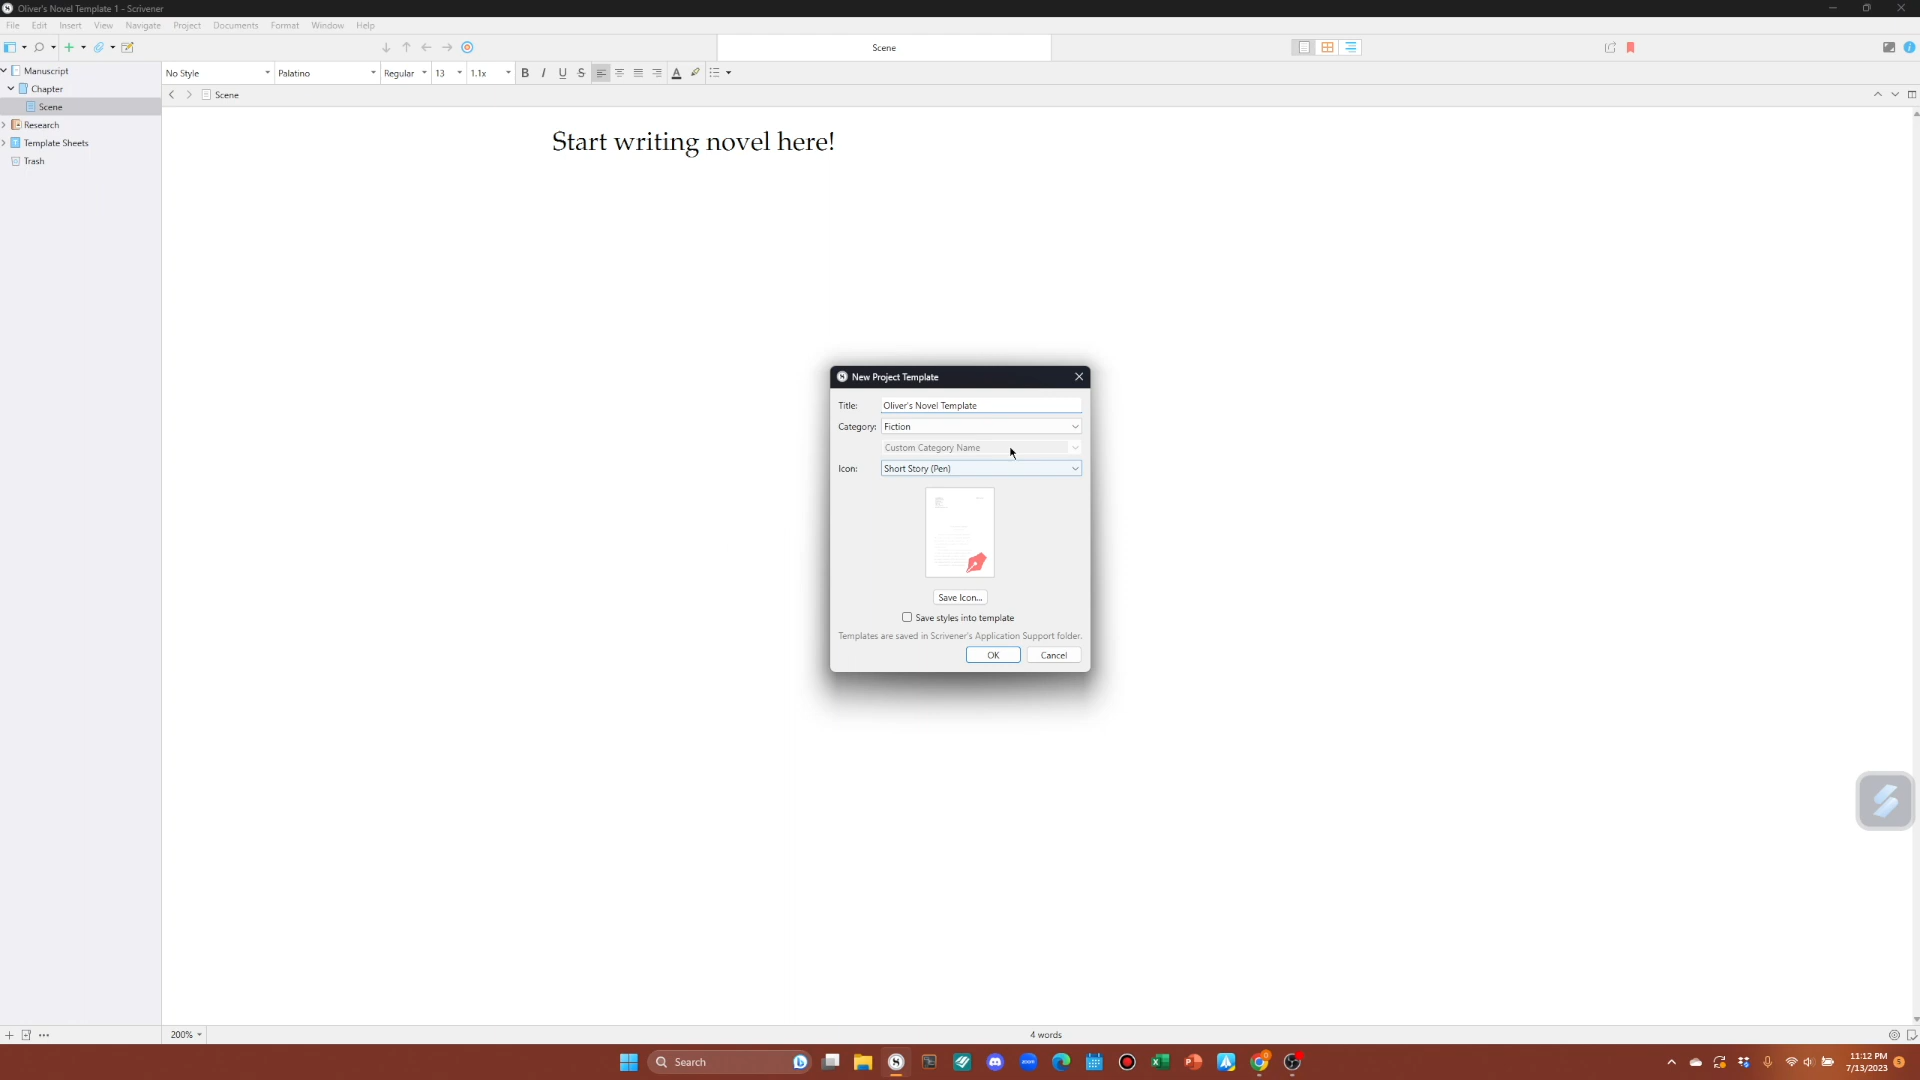 Oliver's Novel Template 1 - Scrivener
File Edit Insert View Navigate Project Documents Format Window Help
Scene
Manuscript
Chapter
Scene
Research
Template Sheets
Trash
No Style Palatino Regular 13 1.1x B I U S A
Scene
Start writing novel here!
New Project Template
Title: Oliver's Novel Template
Category: Fiction
Custom Category Name
Icon: Short Story (Pen)
Save Icon...
Save styles into template
Templates are saved in Scrivener's Application Support folder.
OK Cancel
200% 4 words
Search
zoom
11:12 PM
7/13/2023
5